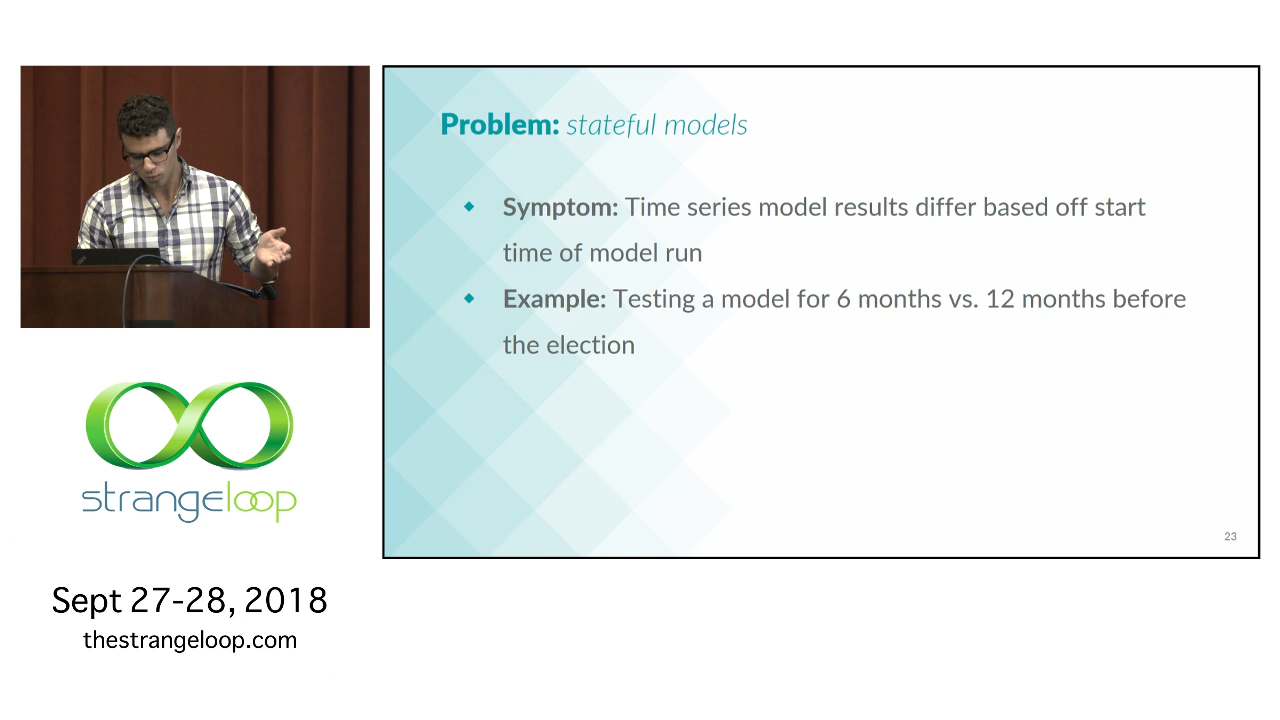 Problem: stateful models
Symptom: Time series model results differ based off start
time of model run
Example: Testing a model for 6 months vs. 12 months before
the election
23
strangeloop
Sept 27-28, 2018
thestrangeloop.com